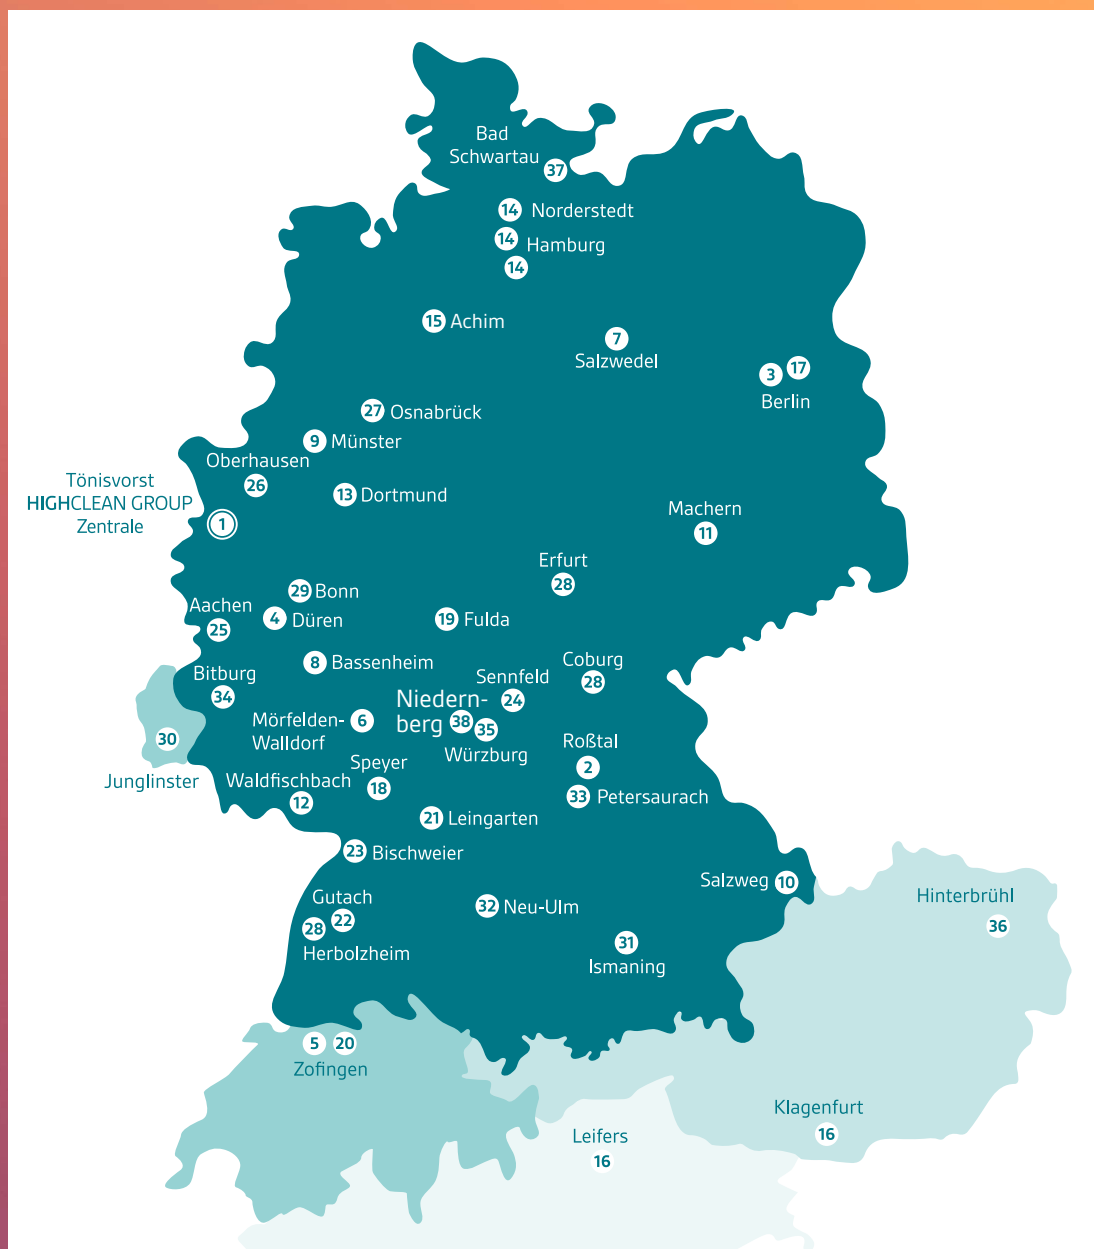 Bad
Schwartau
37
14 Norderstedt
14
Hamburg
14
15 Achim
7
Salzwedel
3 17
Berlin
27 Osnabrück
9 Münster
Oberhausen
26
13 Dortmund
Tönisvorst
HIGHCLEAN GROUP
Zentrale
1
Machern
11
Erfurt
28
29 Bonn
Aachen
25
4 Düren
19 Fulda
8 Bassenheim
Coburg
28
Bitburg
34
Sennfeld
24
Niedern-
berg 38
35
Würzburg
Mörfelden-
Walldorf
6
30
Junglinster
Roßtal
2
Speyer
18
Waldfischbach
12
33 Petersaurach
21 Leingarten
23 Bischweier
Salzweg 10
Hinterbrühl
36
Gutach
22
28
Herbolzheim
32 Neu-Ulm
31
Ismaning
5 20
Zofingen
Klagenfurt
16
Leifers
16